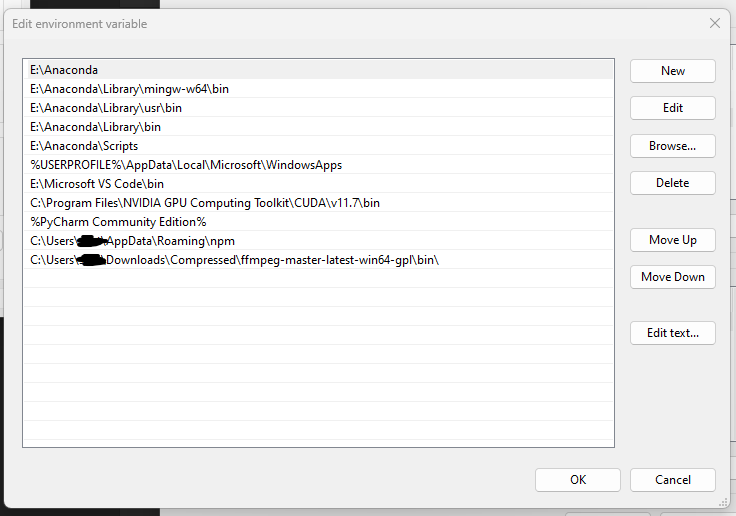 Edit environment variable
E:\Anaconda
E:\Anaconda\Library\mingw-w64\bin
E:\Anaconda\Library\usr\bin
E:\Anaconda\Library\bin
E:\Anaconda\Scripts
%USERPROFILE%\AppData\Local\Microsoft\WindowsApps
E:\Microsoft VS Code\bin
C:\Program Files\NVIDIA GPU Computing Toolkit\CUDA\v11.7\bin
%PyCharm Community Edition%
C:\Users\ \AppData\Roaming\npm
C:\Users\ \Downloads\Compressed\ffmpeg-master-latest-win64-gpl\bin\
New
Edit
Browse...
Delete
Move Up
Move Down
Edit text...
OK
Cancel